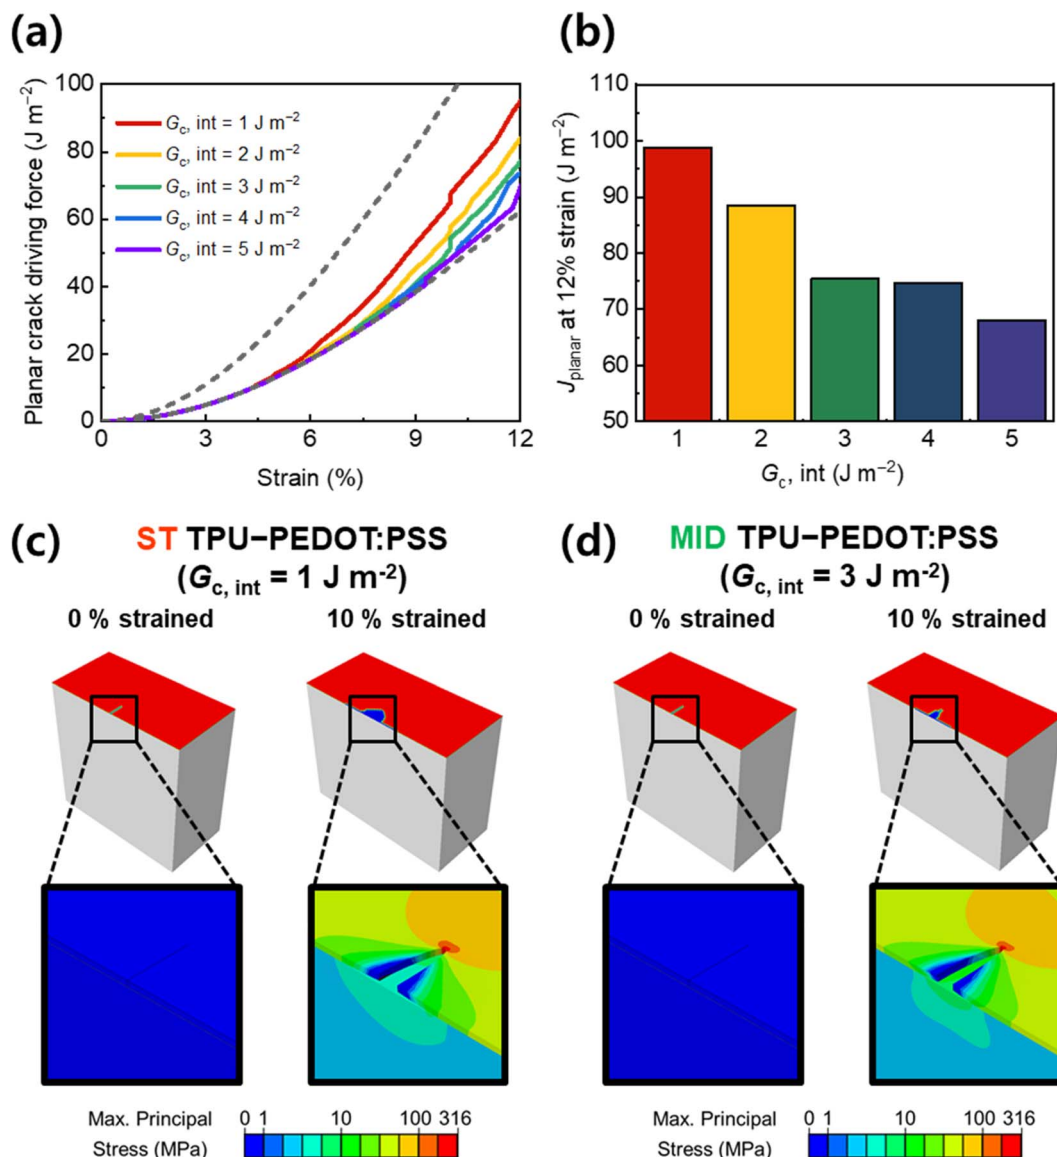 (a)
100
80
60
40
20
0
Planar crack driving force (J m⁻²)
Gc, int = 1 J m⁻²
Gc, int = 2 J m⁻²
Gc, int = 3 J m⁻²
Gc, int = 4 J m⁻²
Gc, int = 5 J m⁻²
0 3 6 9 12
Strain (%)
(b)
110
100
90
80
70
60
50
Jplanar at 12% strain (J m⁻²)
1 2 3 4 5
Gc, int (J m⁻²)
(c)
ST TPU−PEDOT:PSS
(Gc, int = 1 J m⁻²)
0 % strained 10 % strained
Max. Principal
Stress (MPa)
0 1 10 100 316
(d)
MID TPU−PEDOT:PSS
(Gc, int = 3 J m⁻²)
0 % strained 10 % strained
Max. Principal
Stress (MPa)
0 1 10 100 316